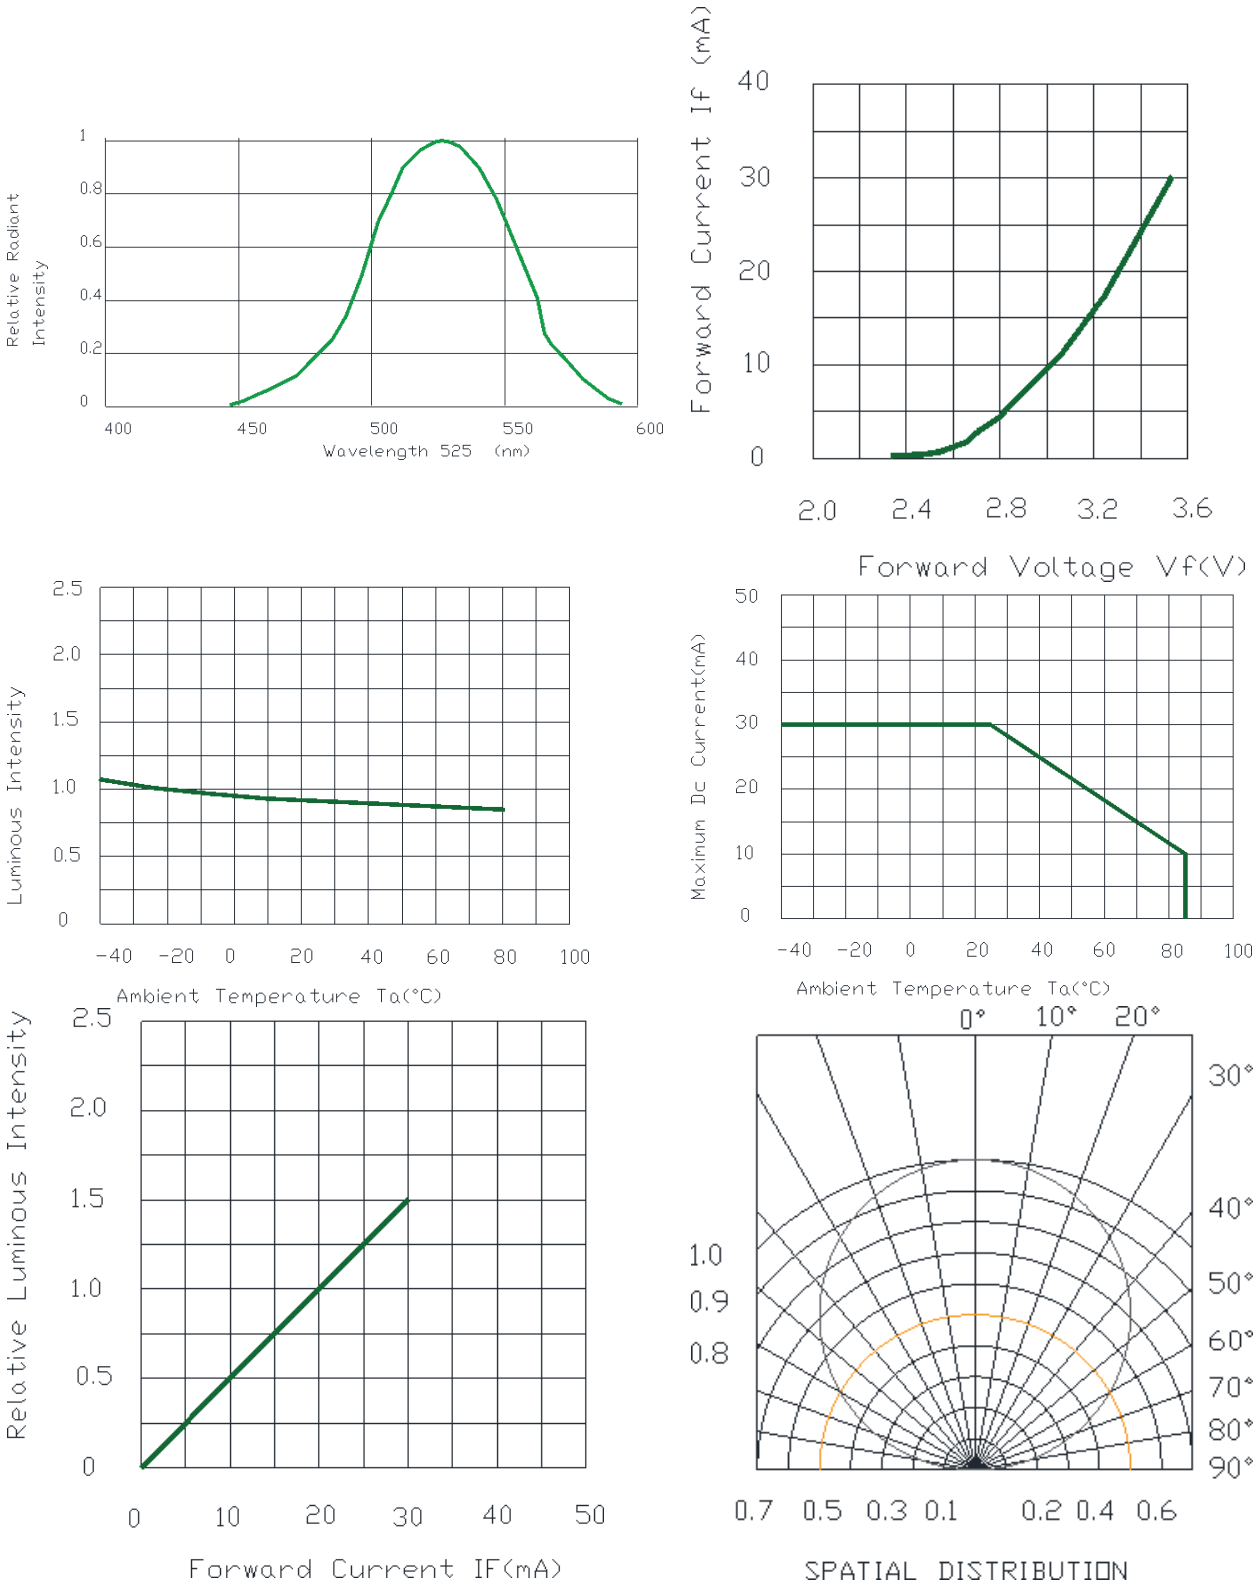 Relative Radiant
Intensity
1
0.8
0.6
0.4
0.2
0
400 450 500 550 600
Wavelength 525 (nm)
Forward Current If (mA)
40
30
20
10
0
2.0 2.4 2.8 3.2 3.6
Forward Voltage Vf(V)
Luminous Intensity
2.5
2.0
1.5
1.0
0.5
0
-40 -20 0 20 40 60 80 100
Ambient Temperature Ta(°C)
Maximum Dc Current(mA)
50
40
30
20
10
0
-40 -20 0 20 40 60 80 100
Ambient Temperature Ta(°C)
Relative Luminous Intensity
2.5
2.0
1.5
1.0
0.5
0
0 10 20 30 40 50
Forward Current IF(mA)
0° 10° 20°
30°
40°
50°
60°
70°
80°
90°
1.0
0.9
0.8
0.7 0.5 0.3 0.1 0.2 0.4 0.6
SPATIAL DISTRIBUTION